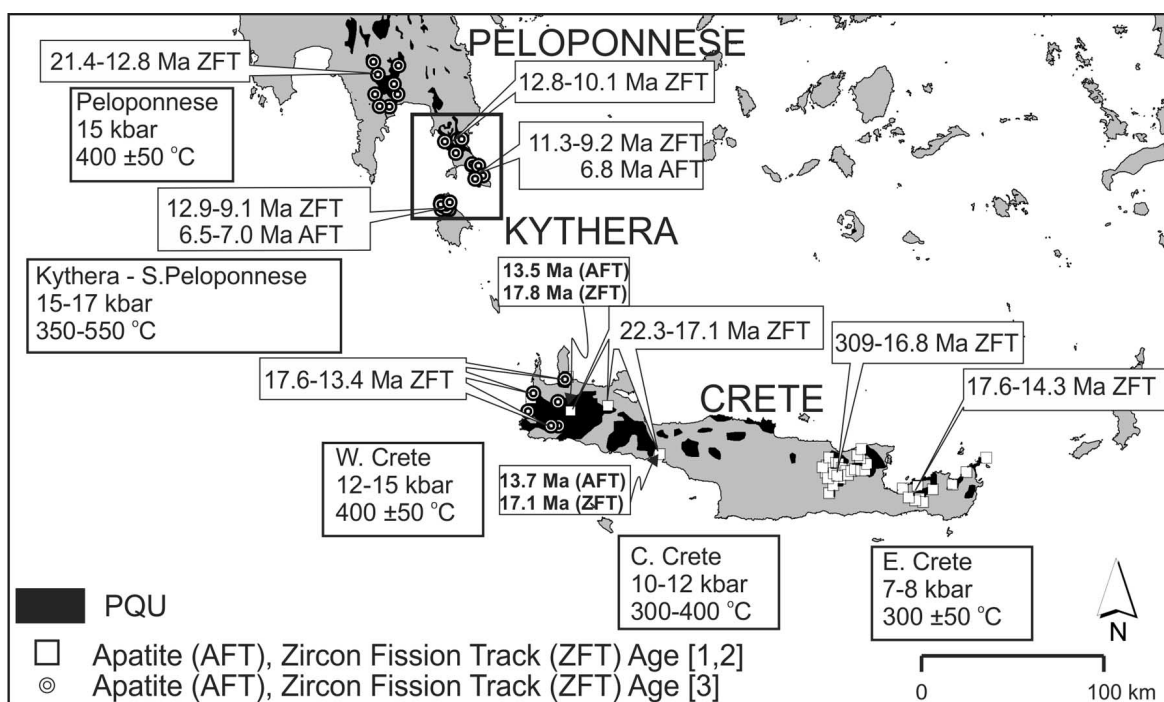 PELOPONNESE
21.4-12.8 Ma ZFT
12.8-10.1 Ma ZFT
Peloponnese
15 kbar
400 ±50 °C
11.3-9.2 Ma ZFT
6.8 Ma AFT
12.9-9.1 Ma ZFT
6.5-7.0 Ma AFT
KYTHERA
Kythera - S.Peloponnese
15-17 kbar
350-550 °C
13.5 Ma (AFT)
17.8 Ma (ZFT)
22.3-17.1 Ma ZFT
309-16.8 Ma ZFT
17.6-13.4 Ma ZFT
17.6-14.3 Ma ZFT
CRETE
W. Crete
12-15 kbar
400 ±50 °C
13.7 Ma (AFT)
17.1 Ma (ZFT)
C. Crete
10-12 kbar
300-400 °C
E. Crete
7-8 kbar
300 ±50 °C
N
PQU
Apatite (AFT), Zircon Fission Track (ZFT) Age [1,2]
Apatite (AFT), Zircon Fission Track (ZFT) Age [3]
0 100 km